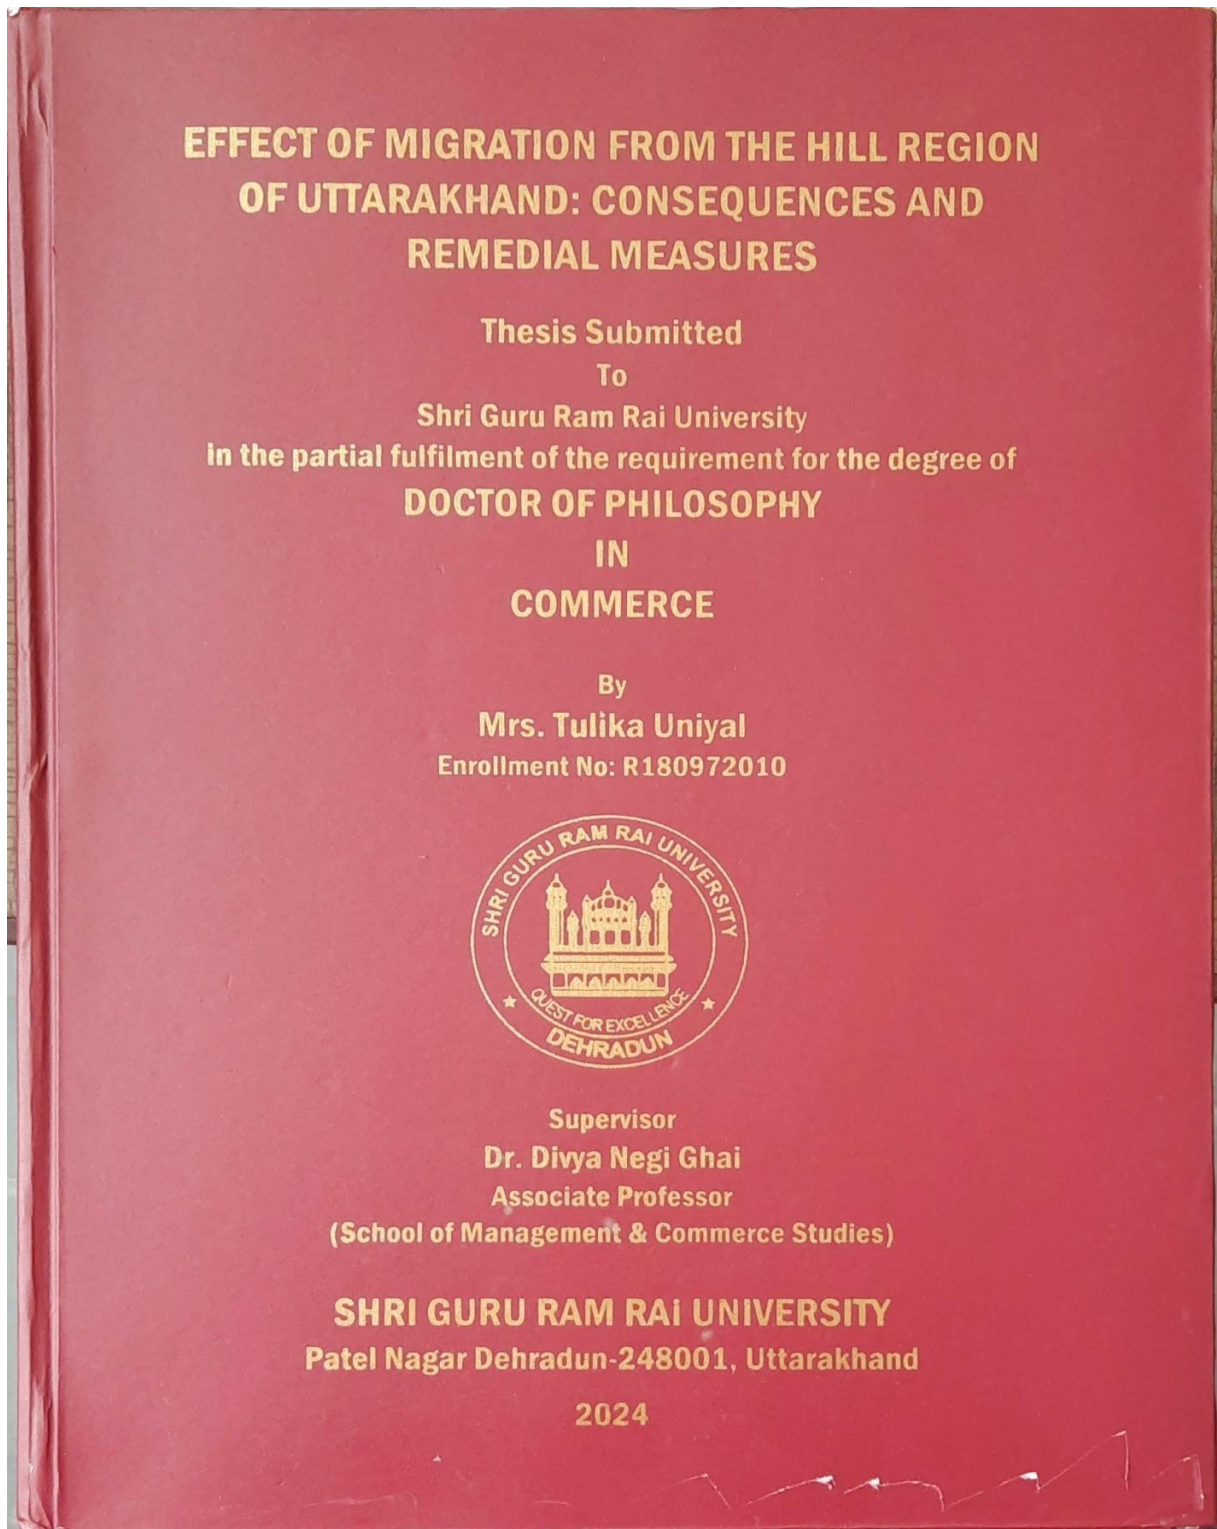 EFFECT OF MIGRATION FROM THE HILL REGION
OF UTTARAKHAND: CONSEQUENCES AND
REMEDIAL MEASURES
Thesis Submitted
To
Shri Guru Ram Rai University
in the partial fulfilment of the requirement for the degree of
DOCTOR OF PHILOSOPHY
IN
COMMERCE
By
Mrs. Tulika Uniyal
Enrollment No: R180972010
SHRI GURU RAM RAI UNIVERSITY
QUEST FOR EXCELLENCE
DEHRADUN
Supervisor
Dr. Divya Negi Ghai
Associate Professor
(School of Management & Commerce Studies)
SHRI GURU RAM RAI UNIVERSITY
Patel Nagar Dehradun-248001, Uttarakhand
2024